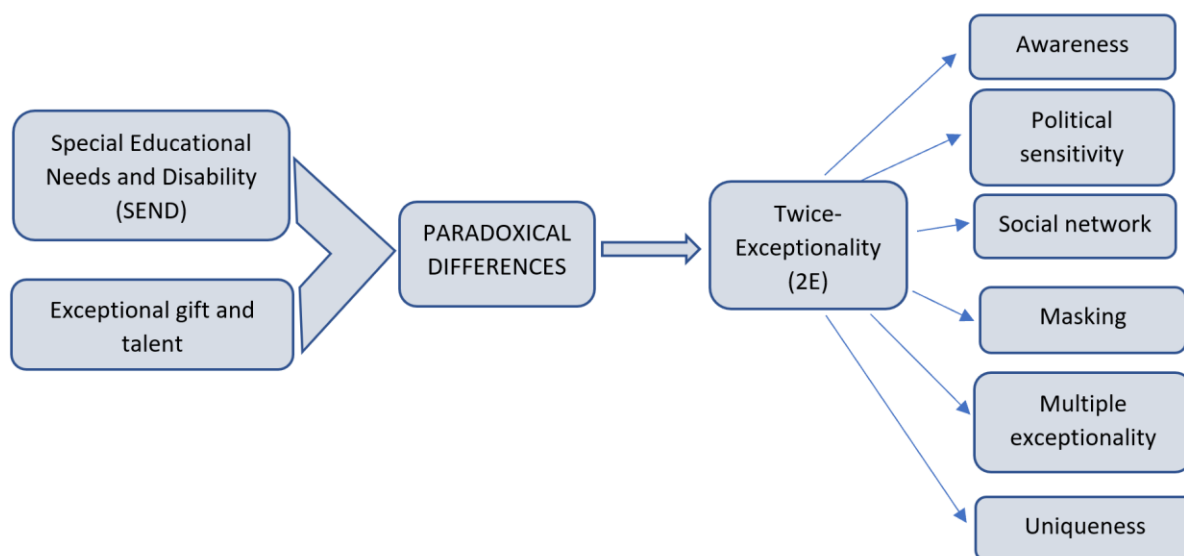 Special Educational
Needs and Disability
(SEND)
Exceptional gift and
talent
PARADOXICAL
DIFFERENCES
Twice-
Exceptionality
(2E)
Awareness
Political
sensitivity
Social network
Masking
Multiple
exceptionality
Uniqueness